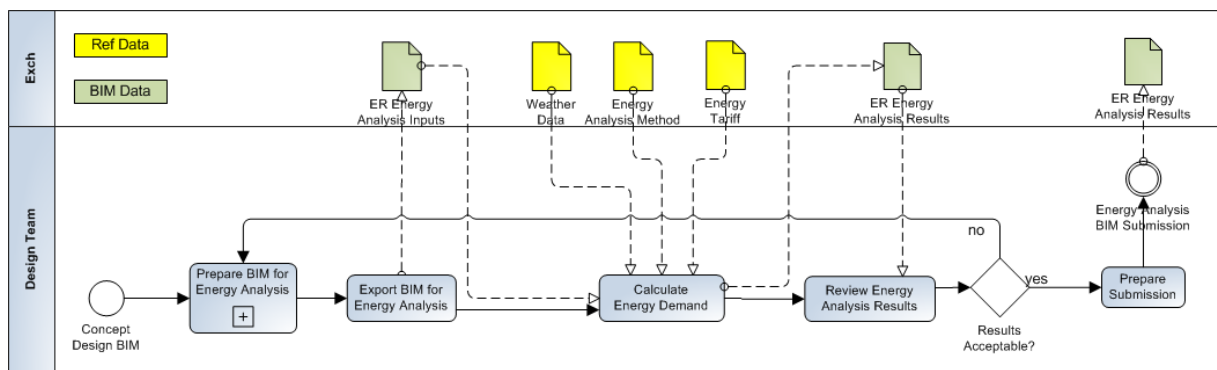 Exch
Ref Data
BIM Data
ER Energy
Analysis Inputs
Weather
Data
Energy
Analysis Method
Energy
Tariff
ER Energy
Analysis Results
ER Energy
Analysis Results
Design Team
Concept
Design BIM
Prepare BIM for
Energy Analysis
+
Export BIM for
Energy Analysis
Calculate
Energy Demand
Review Energy
Analysis Results
no
yes
Results
Acceptable?
Prepare
Submission
Energy Analysis
BIM Submission